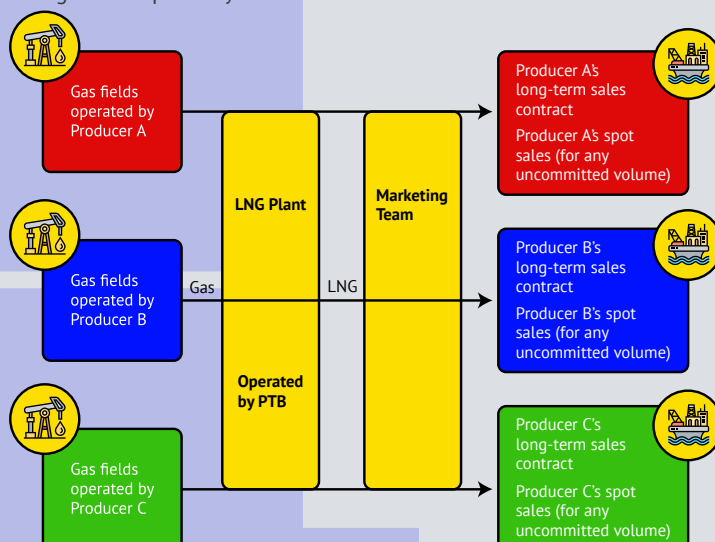 Gas fields
operated by
Producer A
Producer A's
long-term sales
contract
Producer A's spot
sales (for any
uncommitted volume)
LNG Plant
Marketing
Team
Gas fields
operated by
Producer B
Gas
LNG
Producer B's
long-term sales
contract
Producer B's spot
sales (for any
uncommitted volume)
Operated
by PTB
Gas fields
operated by
Producer C
Producer C's
long-term sales
contract
Producer C's spot
sales (for any
uncommitted volume)